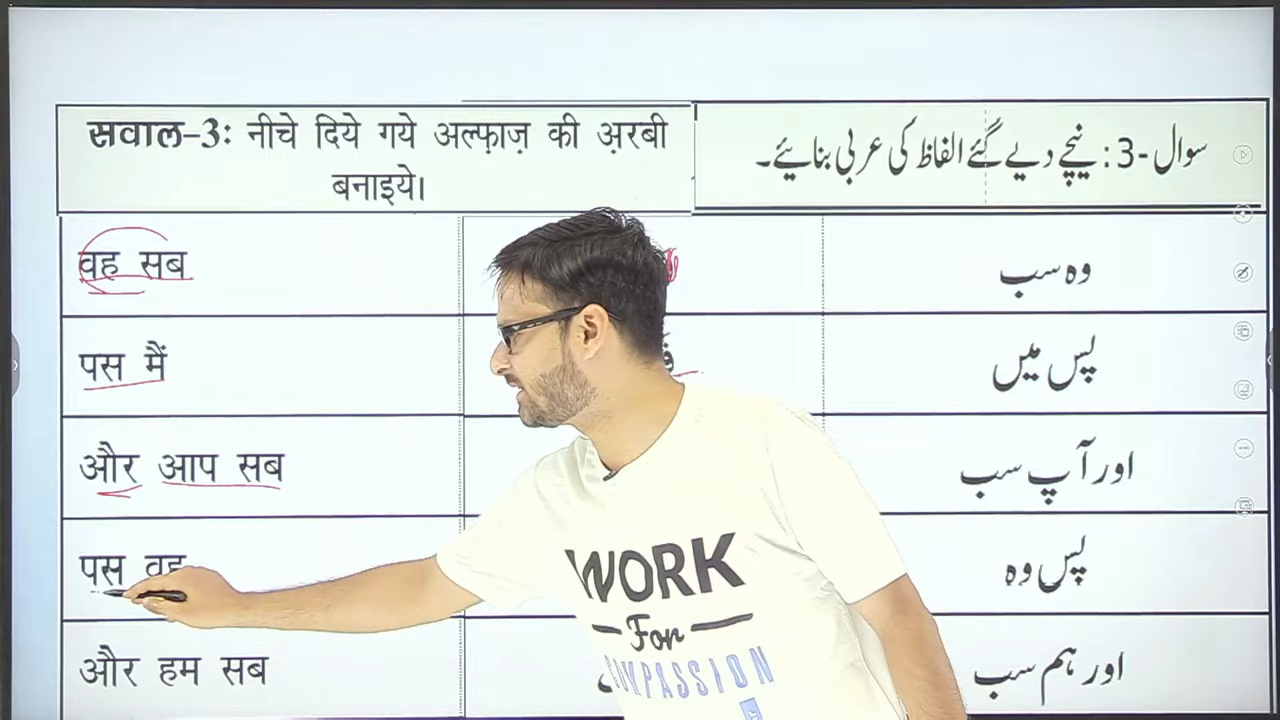 सवाल–3: नीचे दिये गये अल्फ़ाज़ की अ़रबी
बनाइये।
سوال -3: نیچے دیے گئے الفاظ کی عربی بنائیے۔
वह सब
وہ سب
पस मैं
پس میں
और आप सब
اور آپ سب
पस वह
پس وہ
और हम सब
اور ہم سب
WORK
For